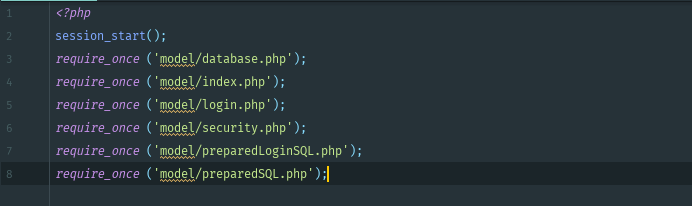 1 <?php
2 session_start();
3 require_once ('model/database.php');
4 require_once ('model/index.php');
5 require_once ('model/login.php');
6 require_once ('model/security.php');
7 require_once ('model/preparedLoginSQL.php');
8 require_once ('model/preparedSQL.php');